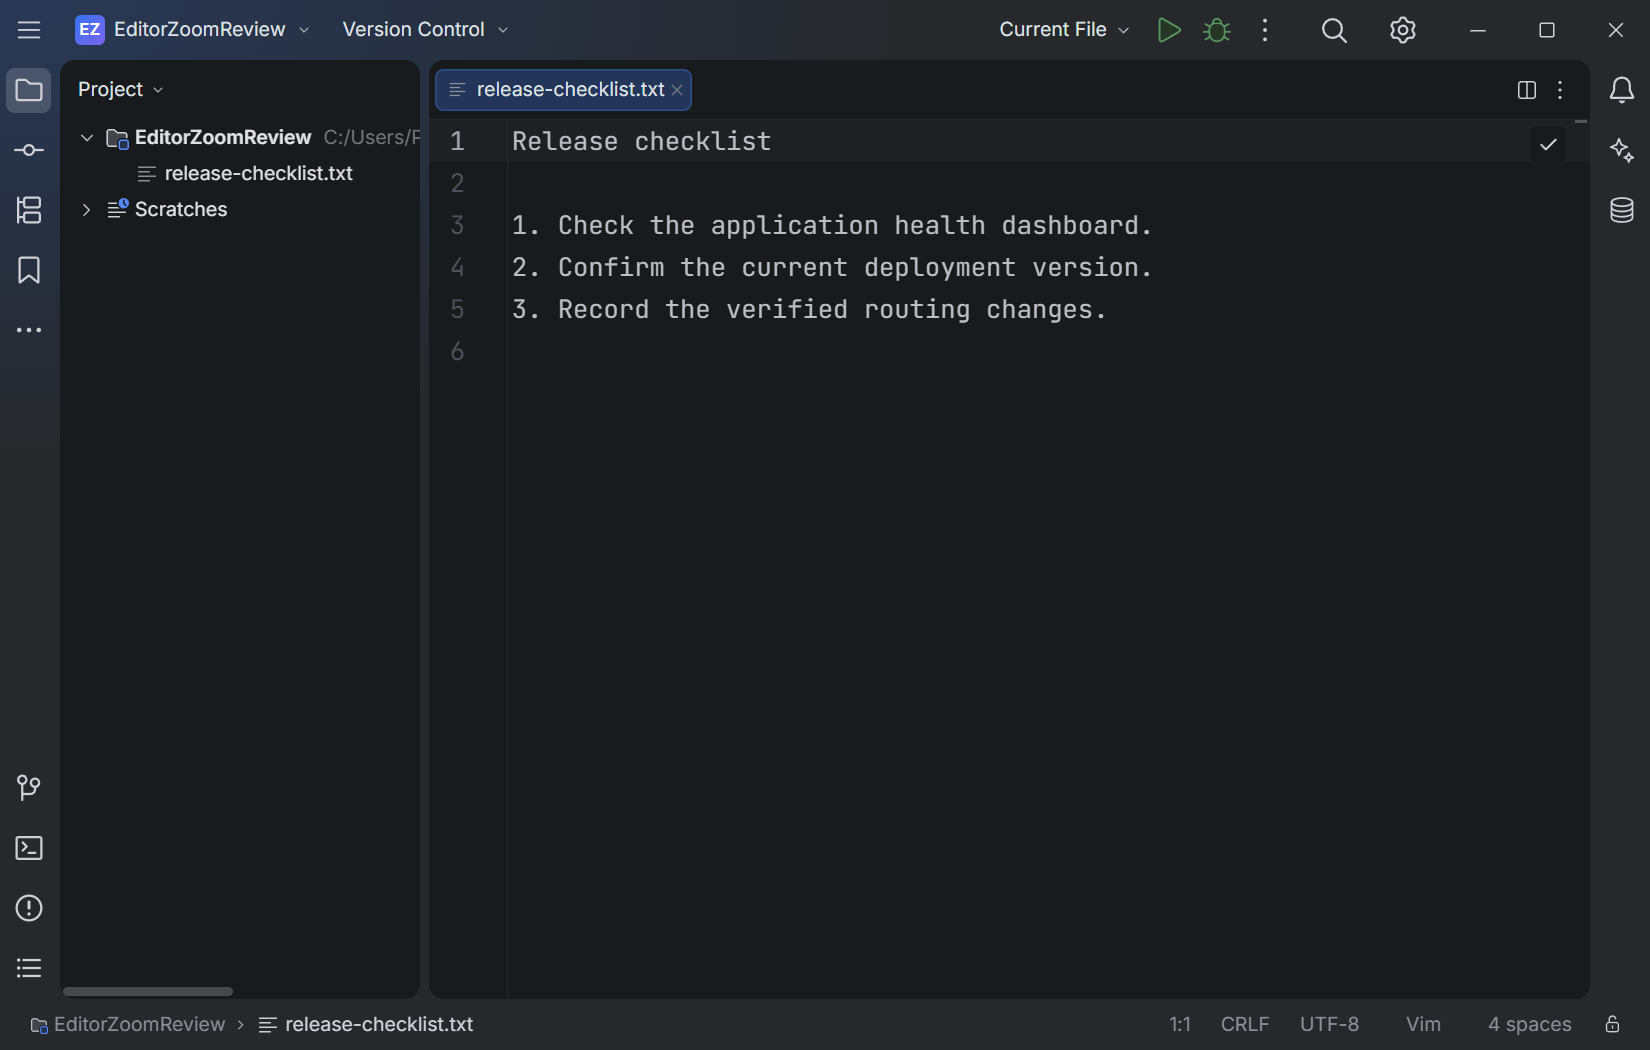 EZ EditorZoomReview Version Control Current File
Project
EditorZoomReview C:/Users/
release-checklist.txt
Scratches
release-checklist.txt
1 Release checklist
2
3 1. Check the application health dashboard.
4 2. Confirm the current deployment version.
5 3. Record the verified routing changes.
6
EditorZoomReview › release-checklist.txt 1:1 CRLF UTF-8 Vim 4 spaces